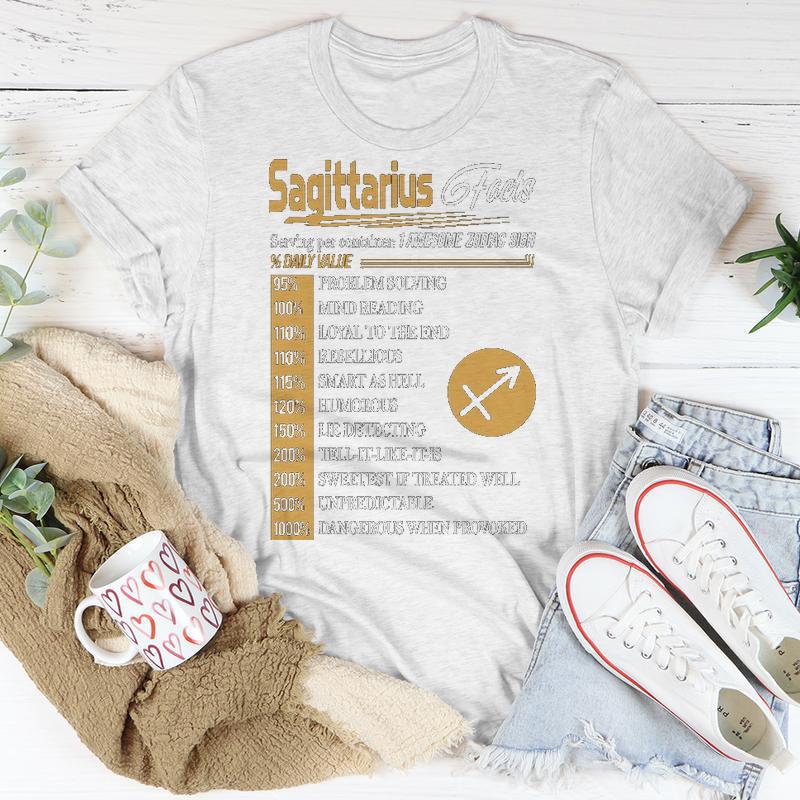 Sagittarius Facts
Serving per container: 1 AWESOME ZODIAC SIGN
% DAILY VALUE
95% PROBLEM SOLVING
100% MIND READING
110% LOYAL TO THE END
110% REBELLIOUS
115% SMART AS HELL
120% HUMOROUS
150% LIE DETECTING
200% TELL-IT-LIKE-IT-IS
200% SWEETEST IF TREATED WELL
500% UNPREDICTABLE
1000% DANGEROUS WHEN PROVOKED